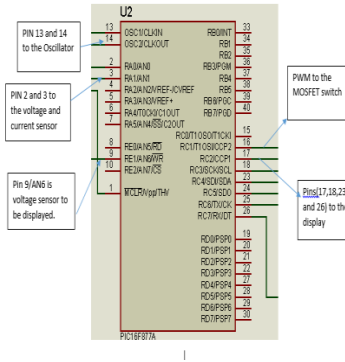 U2
PIN 13 and 14
to the Oscillator
PIN 2 and 3 to
the voltage and
current sensor
Pin 9/AN6 is
voltage sensor to
be displayed.
13 OSC1/CLKIN
14 OSC2/CLKOUT
2 RA0/AN0
3 RA1/AN1
4 RA2/AN2/VREF-/CVREF
5 RA3/AN3/VREF+
6 RA4/T0CKI/C1OUT
7 RA5/AN4/SS/C2OUT
8 RE0/AN5/RD
9 RE1/AN6/WR
10 RE2/AN7/CS
1 MCLR/Vpp/THV
RB0/INT 33
RB1 34
RB2 35
RB3/PGM 36
RB4 37
RB5 38
RB6/PGC 39
RB7/PGD 40
RC0/T1OSO/T1CKI 15
RC1/T1OSI/CCP2 16
RC2/CCP1 17
RC3/SCK/SCL 18
RC4/SDI/SDA 23
RC5/SDO 24
RC6/TX/CK 25
RC7/RX/DT 26
RD0/PSP0 19
RD1/PSP1 20
RD2/PSP2 21
RD3/PSP3 22
RD4/PSP4 27
RD5/PSP5 28
RD6/PSP6 29
RD7/PSP7 30
PIC16F877A
PWM to the
MOSFET switch
Pins(17,18,23
and 26) to the
display